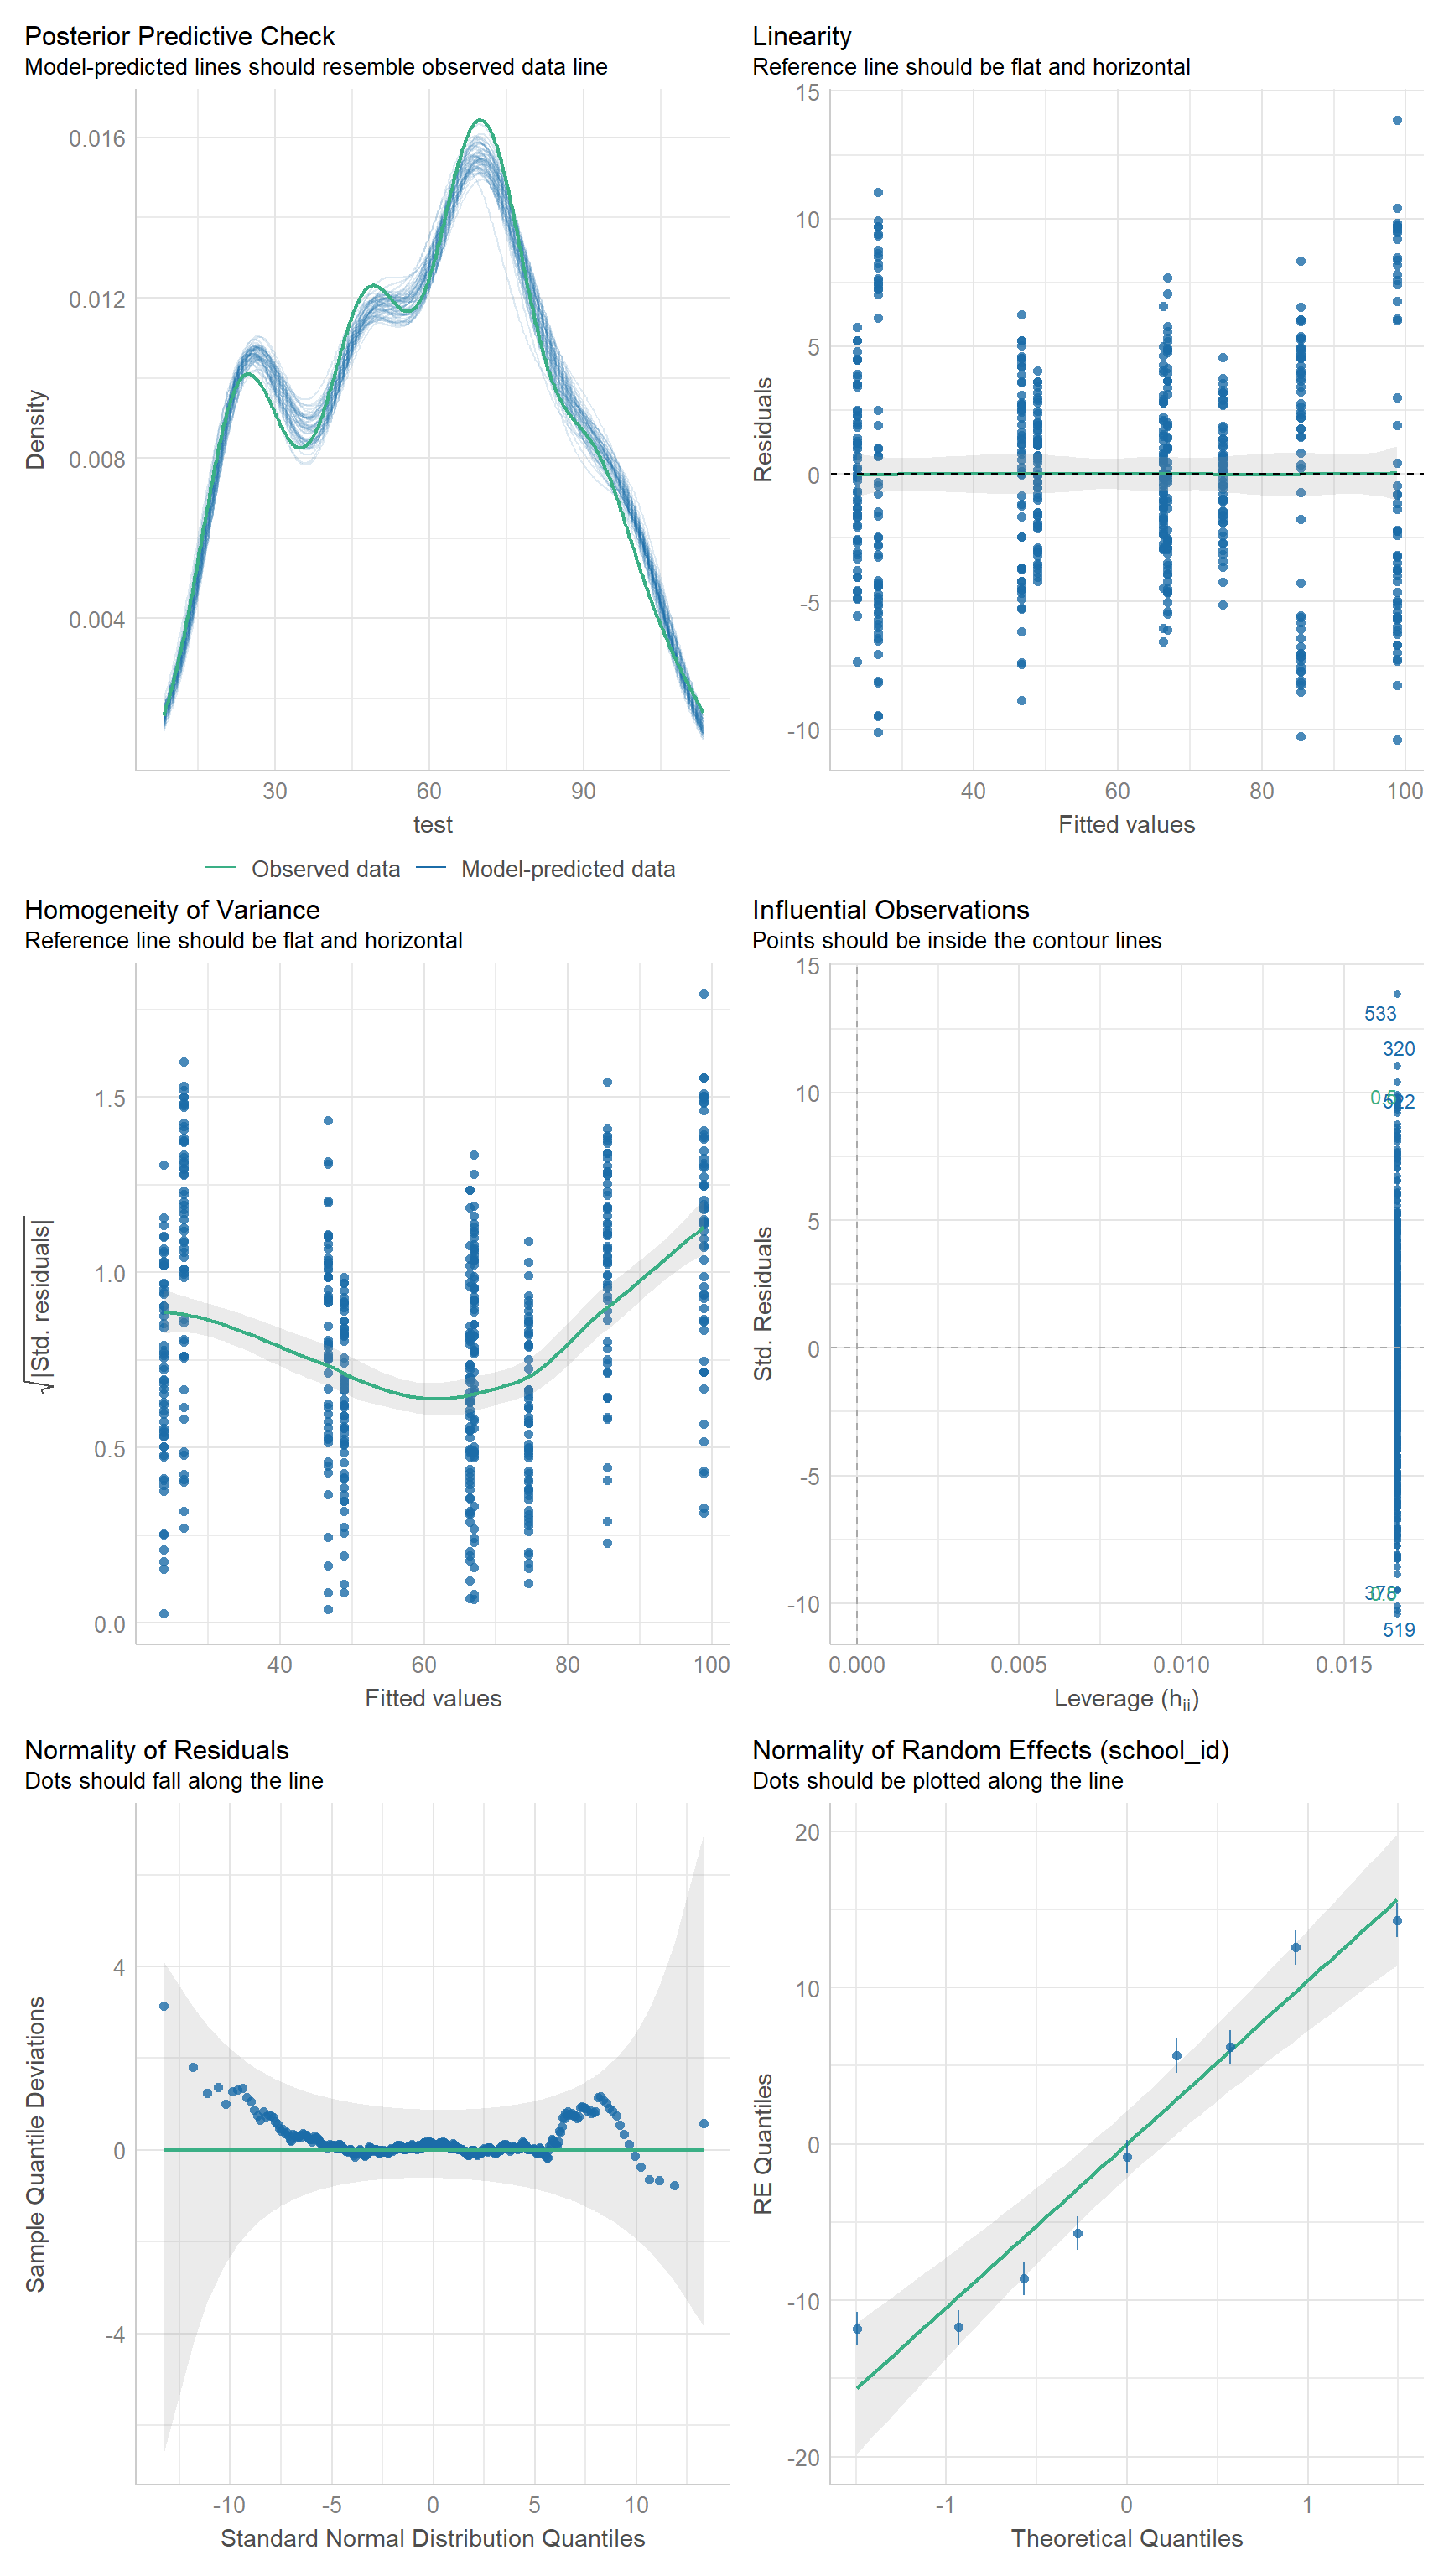 Posterior Predictive Check
Model-predicted lines should resemble observed data line
0.016
0.012
0.008
0.004
Density
30 60 90
test
Observed data Model-predicted data
Linearity
Reference line should be flat and horizontal
15
10
5
0
-5
-10
Residuals
40 60 80 100
Fitted values
Homogeneity of Variance
Reference line should be flat and horizontal
1.5
1.0
0.5
0.0
√|Std. residuals|
40 60 80 100
Fitted values
Influential Observations
Points should be inside the contour lines
15
10
5
0
-5
-10
Std. Residuals
533
320
519
0.000 0.005 0.010 0.015
Leverage (hii)
Normality of Residuals
Dots should fall along the line
4
0
-4
Sample Quantile Deviations
-10 -5 0 5 10
Standard Normal Distribution Quantiles
Normality of Random Effects (school_id)
Dots should be plotted along the line
20
10
0
-10
-20
RE Quantiles
-1 0 1
Theoretical Quantiles